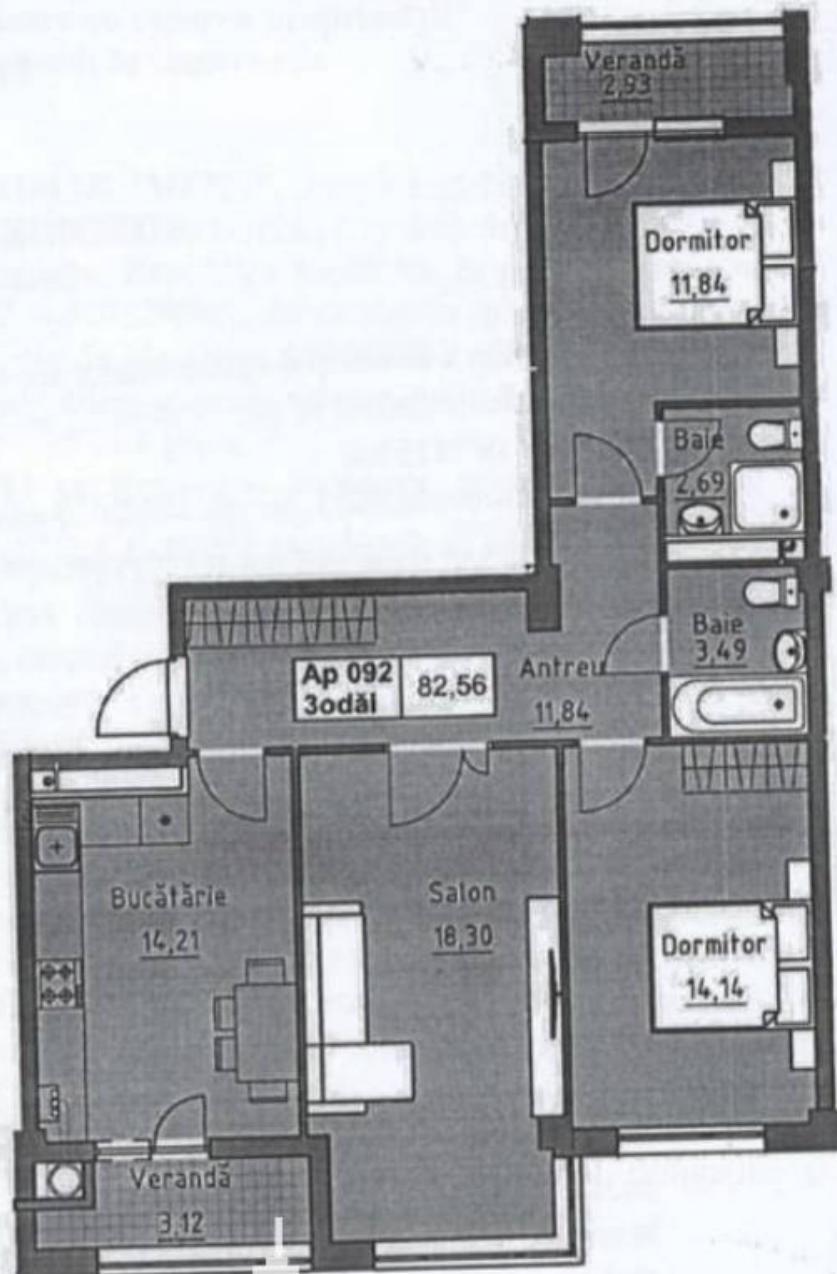 Verandă
2,93
Dormitor
11,84
Baie
2,69
Baie
3,49
Antreu
11,84
Ap 092
3odăi
82,56
Bucătărie
14,21
Salon
18,30
Dormitor
14,14
Verandă
3,12